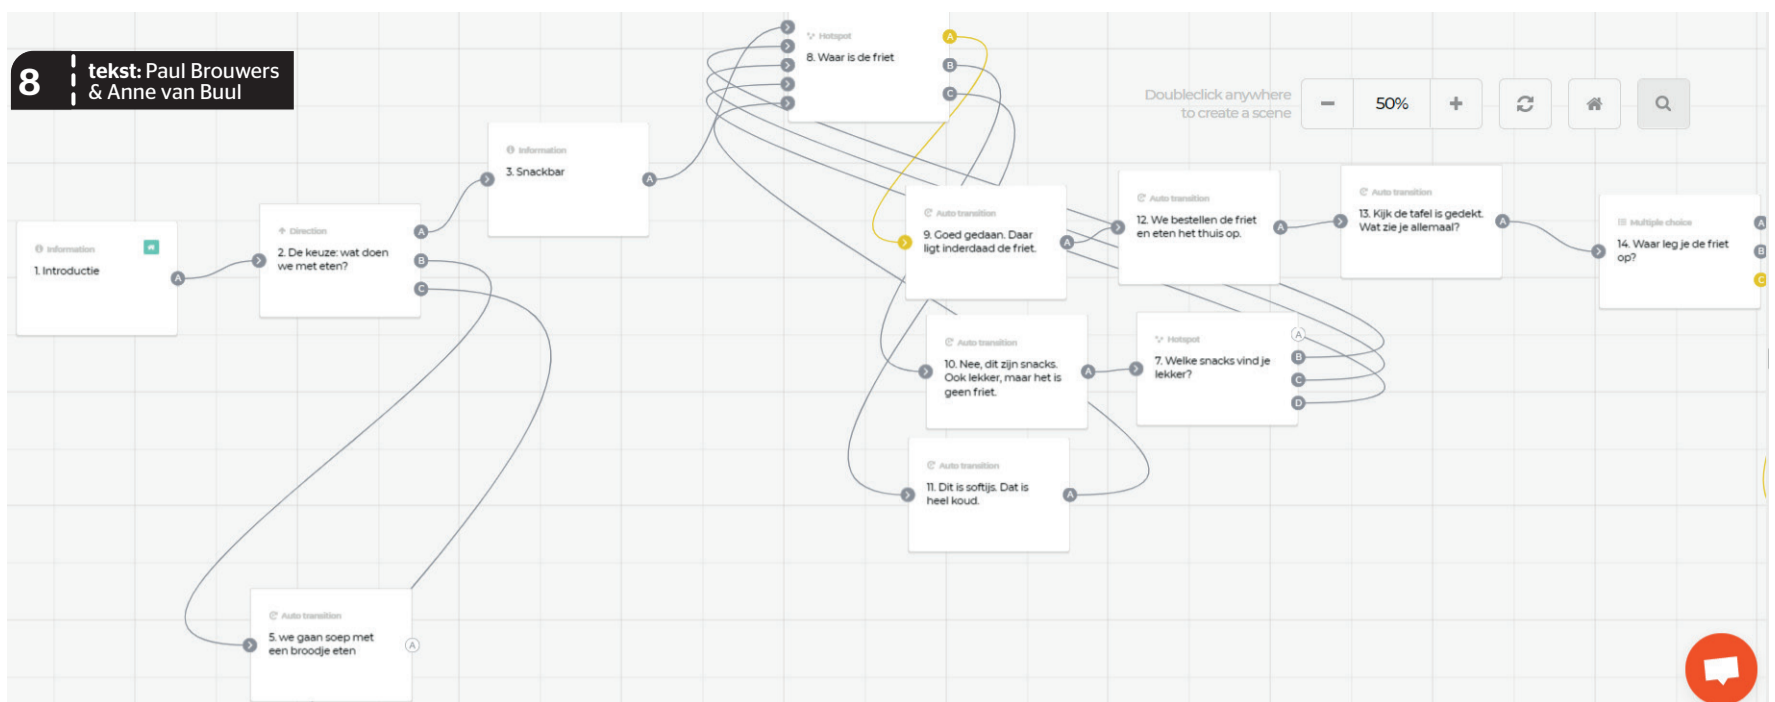 8
tekst: Paul Brouwers
& Anne van Buul
Doubleclick anywhere
to create a scene
50%
Information
1. Introductie
A
Direction
2. De keuze: wat doen
we met eten?
A
B
C
Information
3. Snackbar
A
Hotspot
8. Waar is de friet
A
B
C
Auto transition
9. Goed gedaan. Daar
ligt inderdaad de friet.
A
Auto transition
12. We bestellen de friet
en eten het thuis op.
A
Auto transition
13. Kijk de tafel is gedekt.
Wat zie je allemaal?
A
Multiple choice
14. Waar leg je de friet
op?
A
B
C
Auto transition
10. Nee, dit zijn snacks.
Ook lekker, maar het is
geen friet.
A
Hotspot
7. Welke snacks vind je
lekker?
A
B
C
D
Auto transition
11. Dit is softijs. Dat is
heel koud.
A
Auto transition
5. we gaan soep met
een broodje eten
A